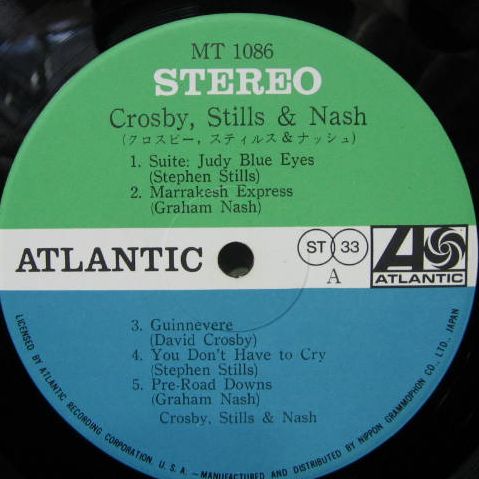 MT 1086
STEREO
Crosby, Stills & Nash
(クロスビー, スティルス&ナッシュ)
1. Suite: Judy Blue Eyes
(Stephen Stills)
2. Marrakesh Express
(Graham Nash)
ATLANTIC
ST 33
A
ATLANTIC
3. Guinnevere
(David Crosby)
4. You Don't Have to Cry
(Stephen Stills)
5. Pre-Road Downs
(Graham Nash)
Crosby, Stills & Nash
LICENSED BY ATLANTIC RECORDING CORPORATION, U. S. A. —MANUFACTURED AND DISTRIBUTED BY NIPPON GRAMMOPHON CO., LTD., JAPAN